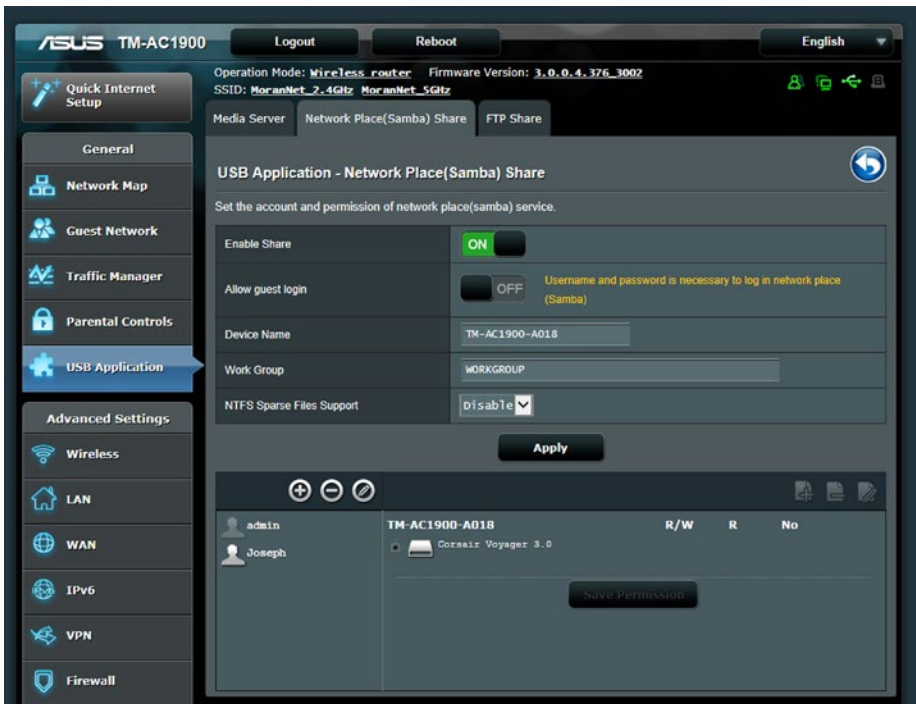 ASUS TM-AC1900 Logout Reboot English
Quick Internet Setup
Operation Mode: Wireless router Firmware Version: 3.0.0.4.376_3002
SSID: MoranNet_2.4GHz MoranNet_5GHz
Media Server Network Place(Samba) Share FTP Share
General
Network Map
Guest Network
Traffic Manager
Parental Controls
USB Application
Advanced Settings
Wireless
LAN
WAN
IPv6
VPN
Firewall
USB Application - Network Place(Samba) Share
Set the account and permission of network place(samba) service.
Enable Share ON
Allow guest login OFF Username and password is necessary to log in network place
(Samba)
Device Name TM-AC1900-A018
Work Group WORKGROUP
NTFS Sparse Files Support Disable
Apply
admin
Joseph
TM-AC1900-A018 R/W R No
Corsair Voyager 3.0
Save Permission